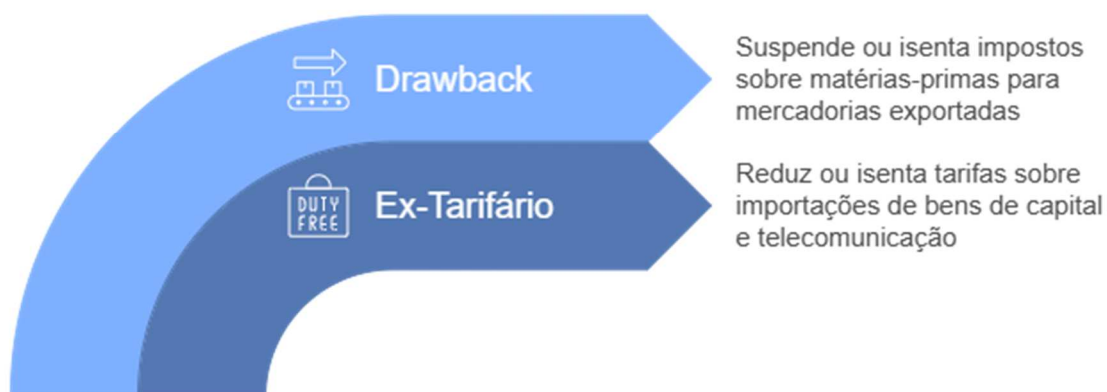 Drawback
Suspende ou isenta impostos
sobre matérias-primas para
mercadorias exportadas
DUTY
FREE
Ex-Tarifário
Reduz ou isenta tarifas sobre
importações de bens de capital
e telecomunicação